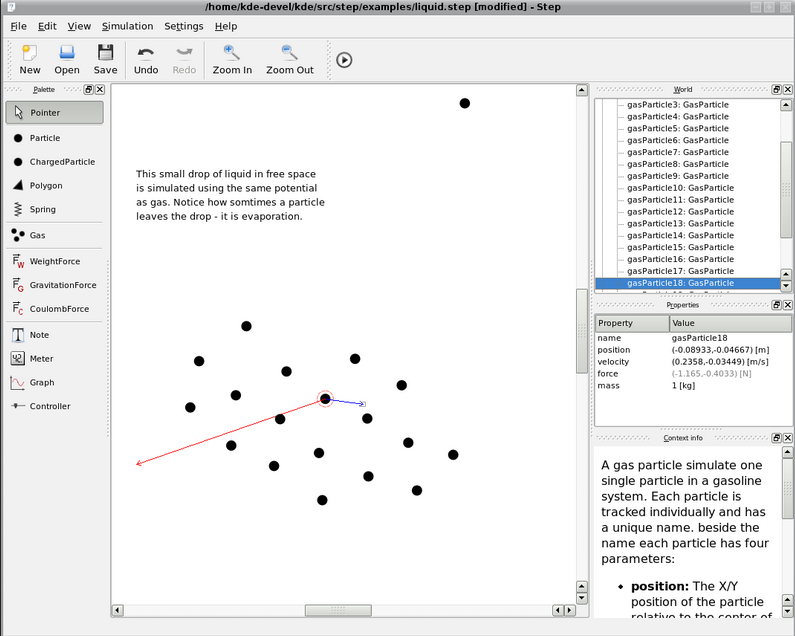 /home/kde-devel/kde/src/step/examples/liquid.step [modified] - Step
File Edit View Simulation Settings Help
New Open Save Undo Redo Zoom In Zoom Out
Palette
Pointer
Particle
ChargedParticle
Polygon
Spring
Gas
WeightForce
GravitationForce
CoulombForce
Note
Meter
Graph
Controller
This small drop of liquid in free space
is simulated using the same potential
as gas. Notice how somtimes a particle
leaves the drop - it is evaporation.
World
gasParticle3: GasParticle
gasParticle4: GasParticle
gasParticle5: GasParticle
gasParticle6: GasParticle
gasParticle7: GasParticle
gasParticle8: GasParticle
gasParticle9: GasParticle
gasParticle10: GasParticle
gasParticle11: GasParticle
gasParticle12: GasParticle
gasParticle13: GasParticle
gasParticle14: GasParticle
gasParticle15: GasParticle
gasParticle16: GasParticle
gasParticle17: GasParticle
gasParticle18: GasParticle
Properties
Property Value
name gasParticle18
position (-0.08933,-0.04667) [m]
velocity (0.2358,-0.03449) [m/s]
force (-1.165,-0.4033) [N]
mass 1 [kg]
Context info
A gas particle simulate one
single particle in a gasoline
system. Each particle is
tracked individually and has
a unique name. beside the
name each particle has four
parameters:
• position: The X/Y
position of the particle
relative to the center of